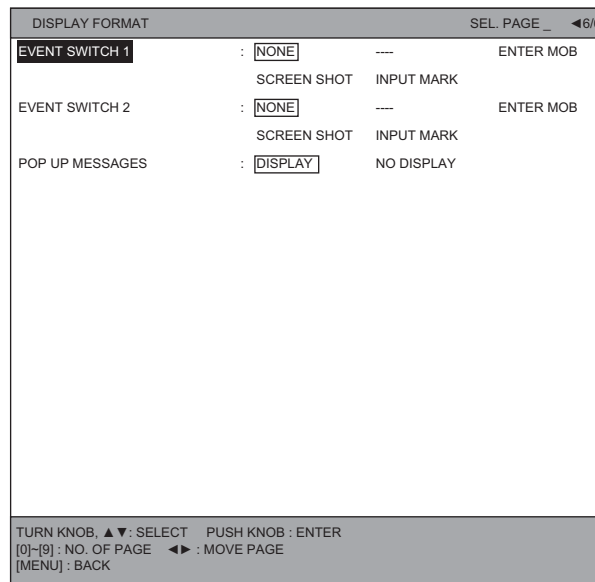 DISPLAY FORMAT SEL. PAGE _ ◄6/
EVENT SWITCH 1 : NONE ---- ENTER MOB
SCREEN SHOT INPUT MARK
EVENT SWITCH 2 : NONE ---- ENTER MOB
SCREEN SHOT INPUT MARK
POP UP MESSAGES : DISPLAY NO DISPLAY
TURN KNOB, ▲▼: SELECT PUSH KNOB : ENTER
[0]~[9] : NO. OF PAGE ◄► : MOVE PAGE
[MENU] : BACK